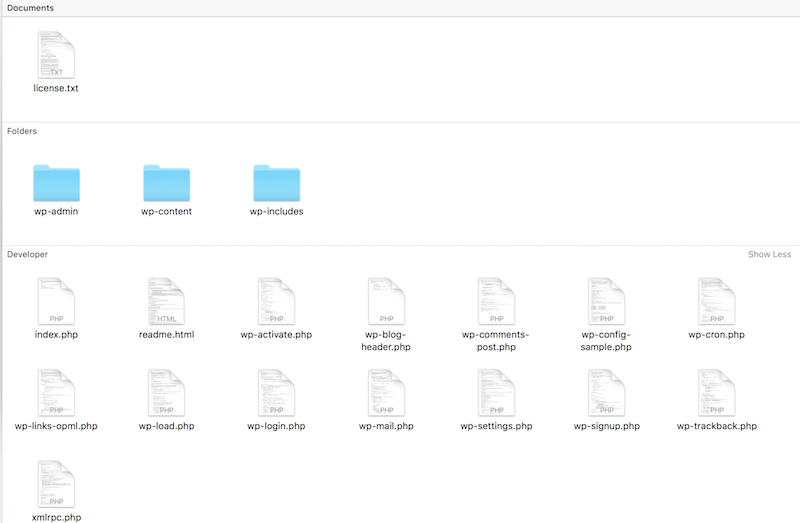 Documents
TXT
license.txt
Folders
wp-admin
wp-content
wp-includes
Developer
Show Less
PHP
index.php
HTML
readme.html
PHP
wp-activate.php
PHP
wp-blog-
header.php
PHP
wp-comments-
post.php
PHP
wp-config-
sample.php
PHP
wp-cron.php
PHP
wp-links-opml.php
PHP
wp-load.php
PHP
wp-login.php
PHP
wp-mail.php
PHP
wp-settings.php
PHP
wp-signup.php
PHP
wp-trackback.php
PHP
xmlrpc.php